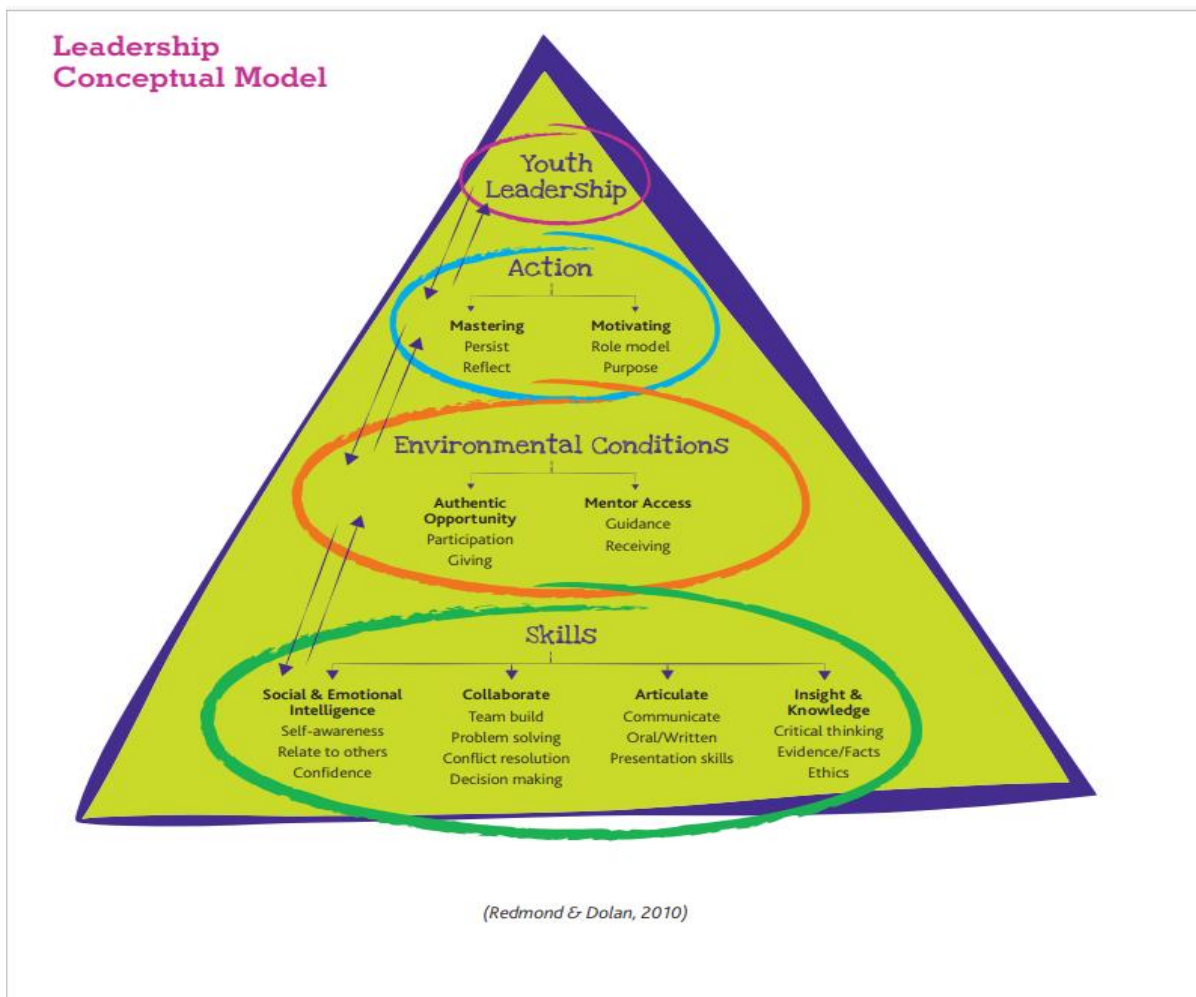 Leadership
Conceptual Model
Youth
Leadership
Action
Mastering
Persist
Reflect
Motivating
Role model
Purpose
Environmental Conditions
Authentic
Opportunity
Participation
Giving
Mentor Access
Guidance
Receiving
Skills
Social & Emotional
Intelligence
Self-awareness
Relate to others
Confidence
Collaborate
Team build
Problem solving
Conflict resolution
Decision making
Articulate
Communicate
Oral/Written
Presentation skills
Insight &
Knowledge
Critical thinking
Evidence/Facts
Ethics
(Redmond & Dolan, 2010)